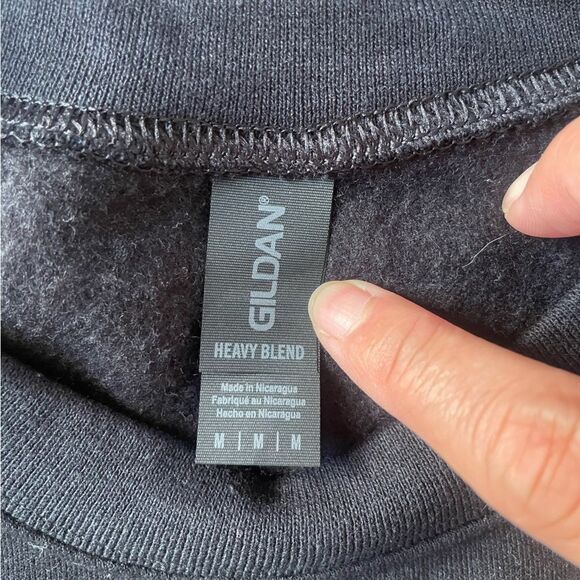 GILDAN®
HEAVY BLEND
Made in Nicaragua
Fabriqué au Nicaragua
Hecho en Nicaragua
M | M | M